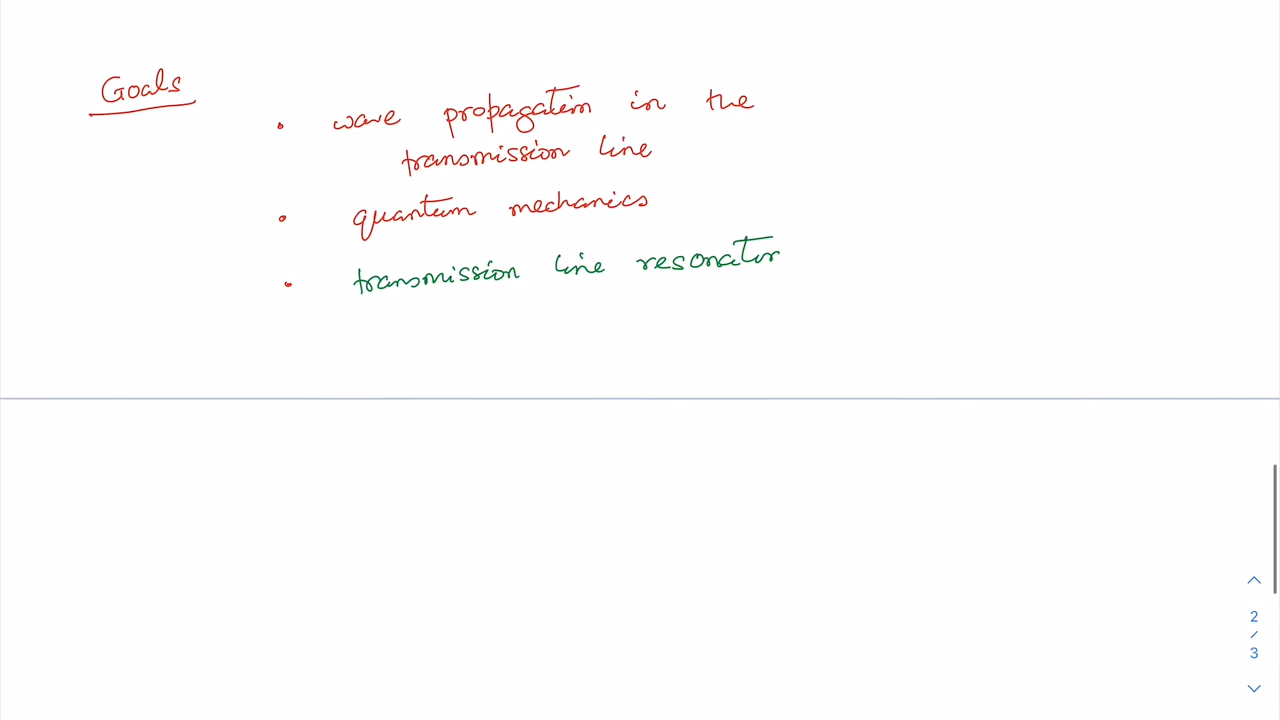 Goals
• wave propagation in the
transmission line
• quantum mechanics
• transmission line resonator
2
/
3